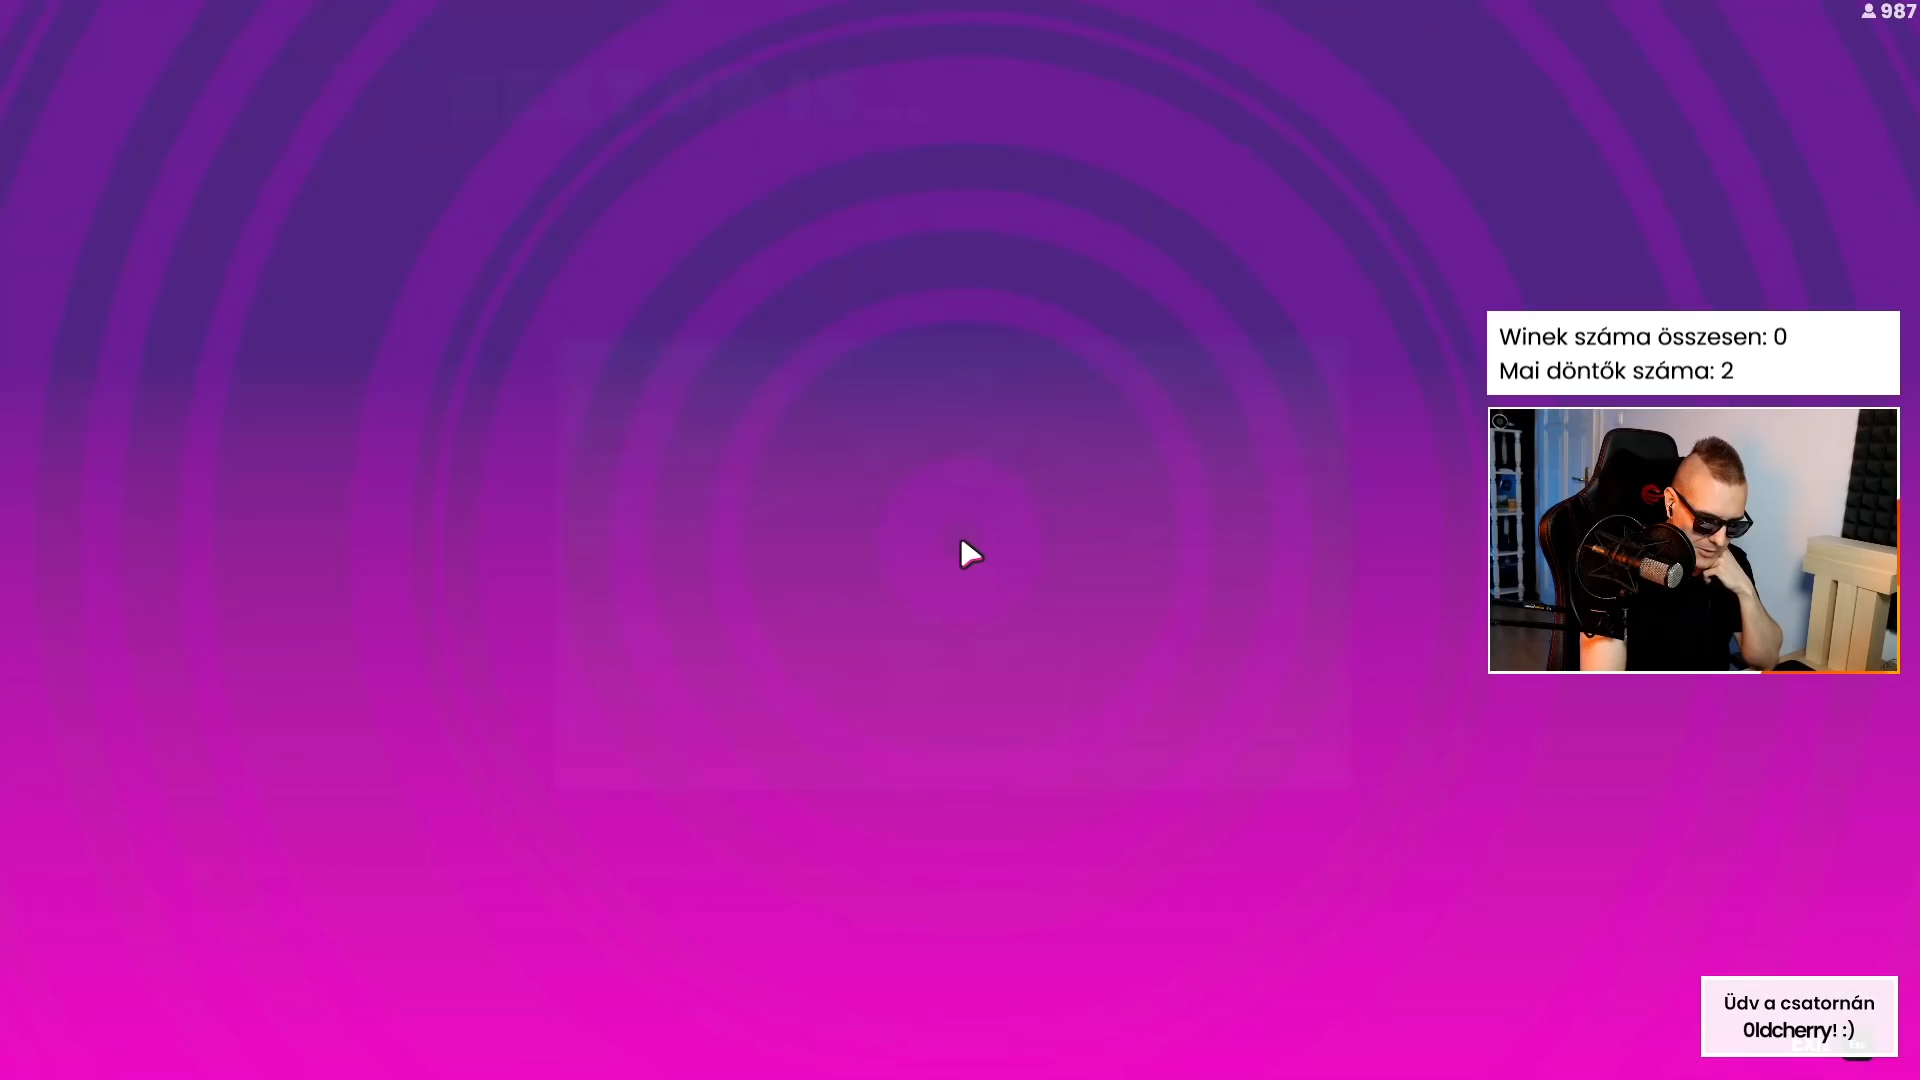 987
Winek száma összesen: 0
Mai döntők száma: 2
Üdv a csatornán
0ldcherry! :)